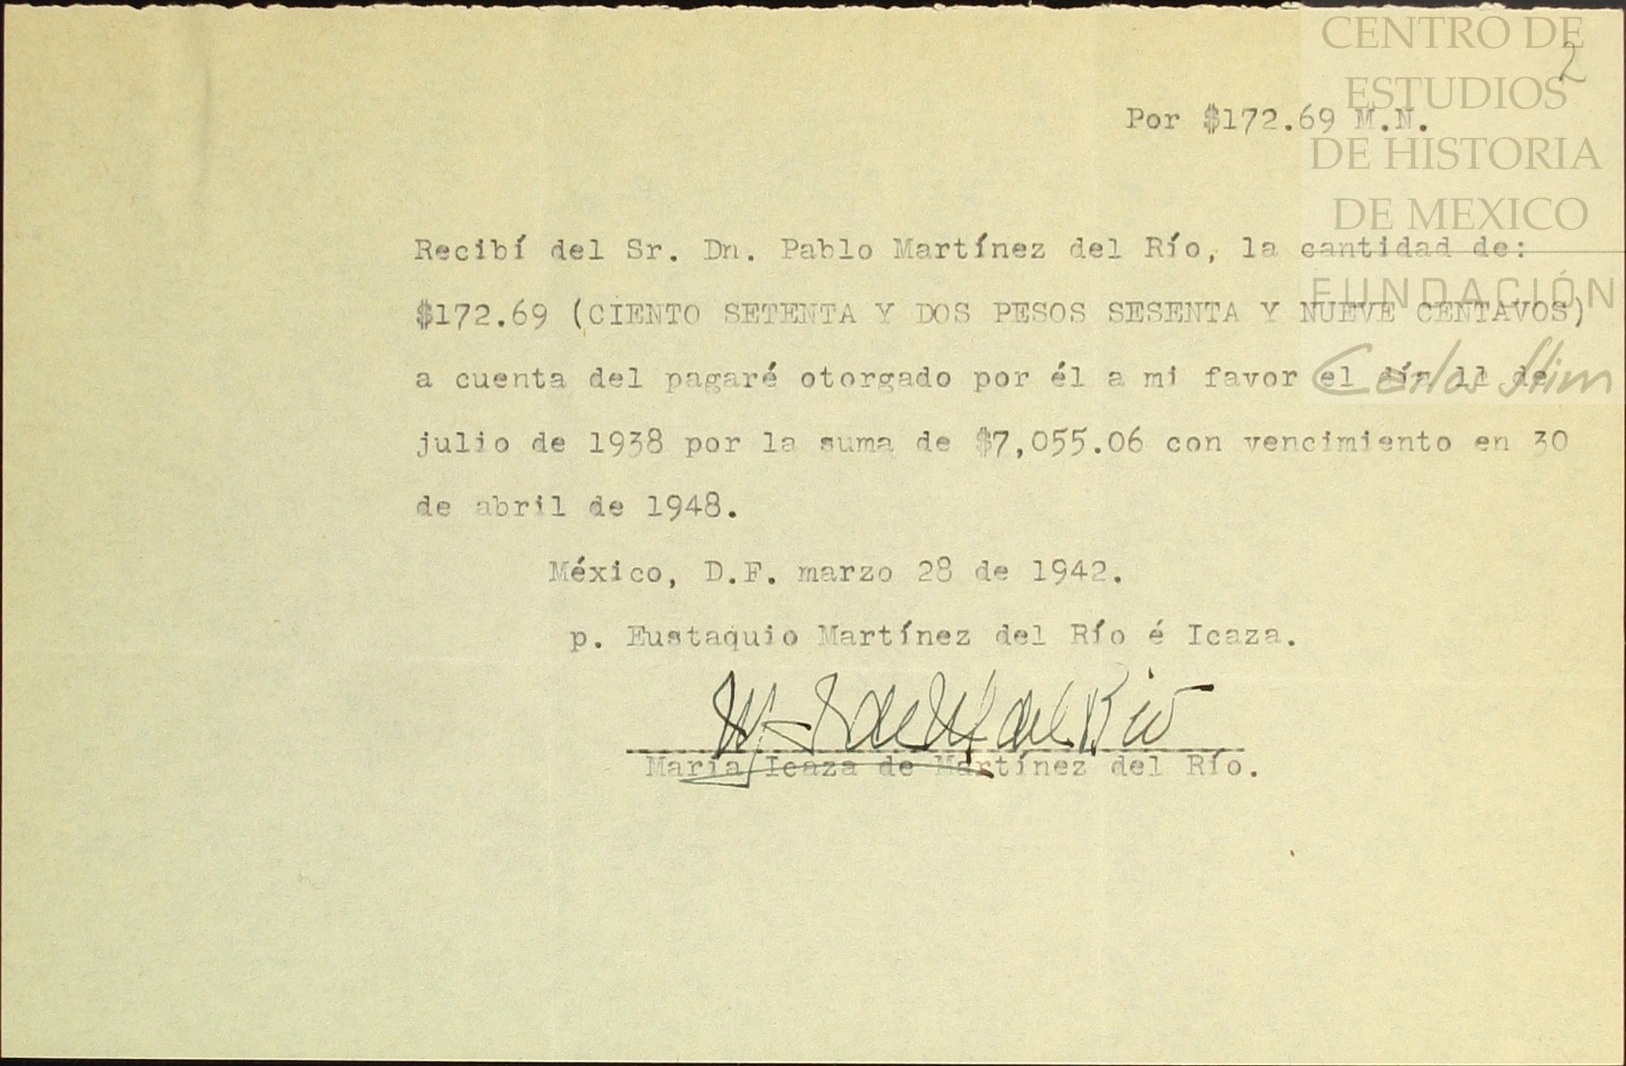 CENTRO DE
2
ESTUDIOS
Por $172.69 M.N.
DE HISTORIA
DE MEXICO
Recibí del Sr. Dn. Pablo Martínez del Río, la cantidad de:
FUNDACIÓN
$172.69 (CIENTO SETENTA Y DOS PESOS SESENTA Y NUEVE CENTAVOS)
a cuenta del pagaré otorgado por él a mi favor el día 11 de
Carlos Slim
julio de 1938 por la suma de $7,055.06 con vencimiento en 30
de abril de 1948.
México, D.F. marzo 28 de 1942.
p. Eustaquio Martínez del Río é Icaza.
Ma I de M del Rio
María Icaza de Martínez del Río.